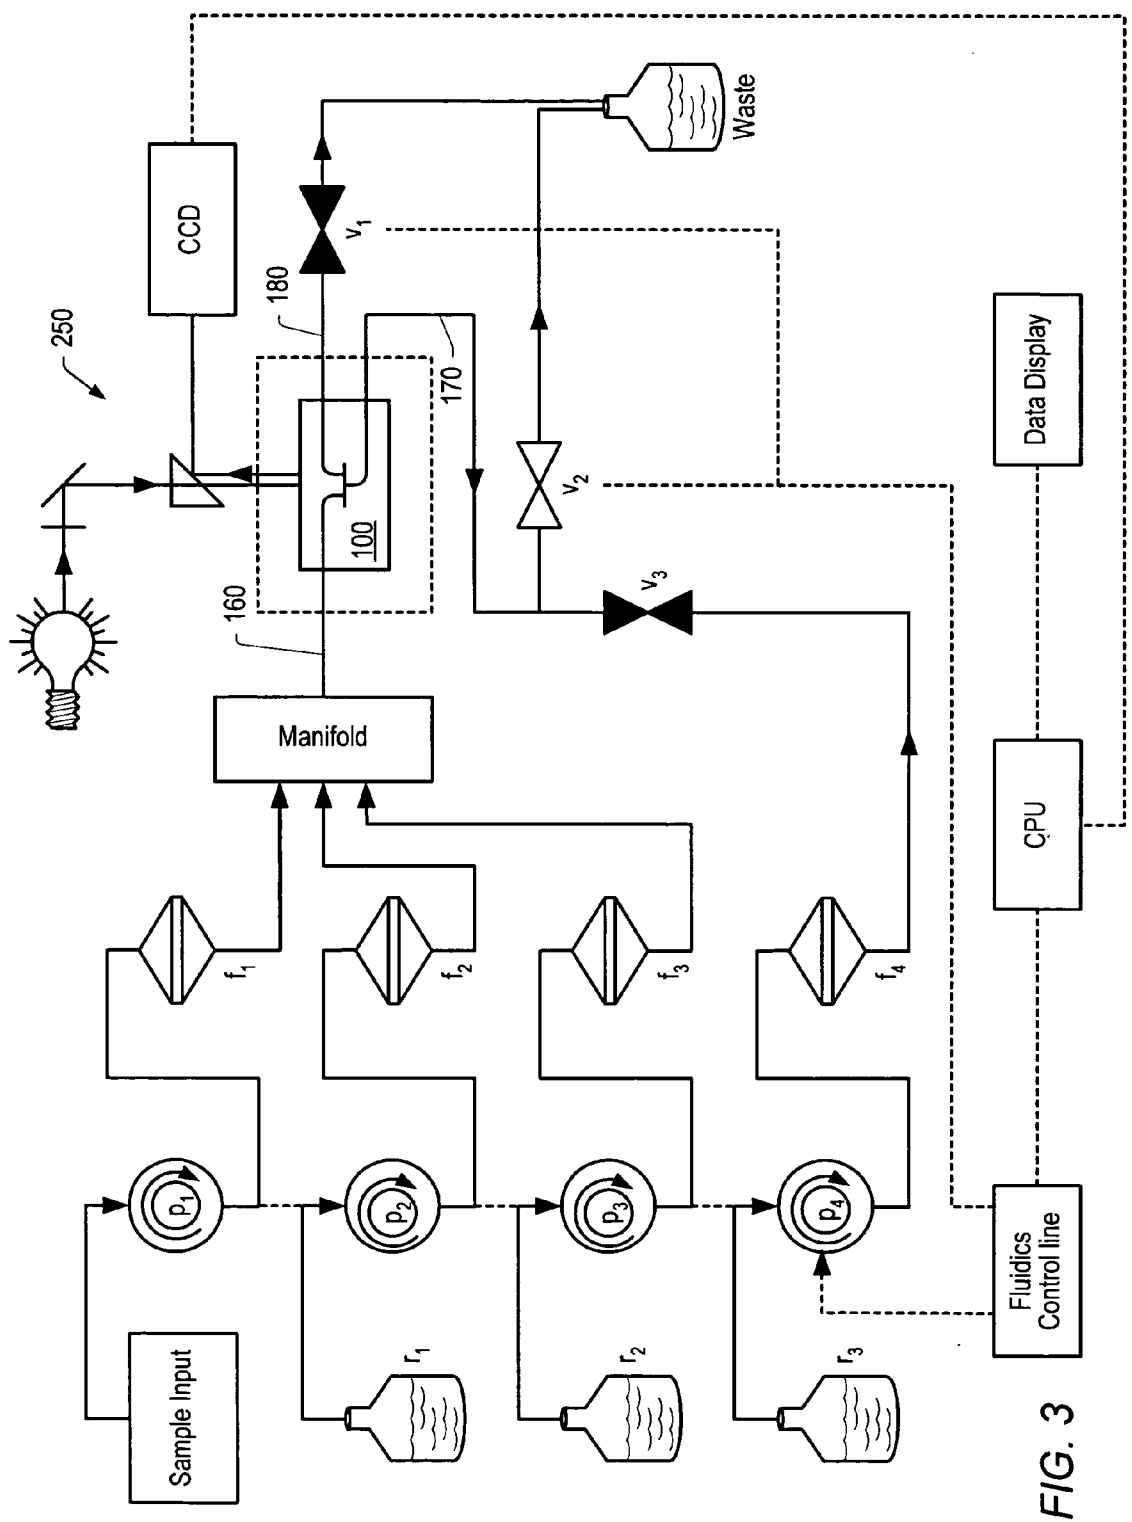 250
CCD
180
v1
Waste
160
100
170
v2
v3
Manifold
f1
f2
f3
f4
p1
p2
p3
p4
Sample Input
r1
r2
r3
Fluidics
Control line
CPU
Data Display
FIG. 3